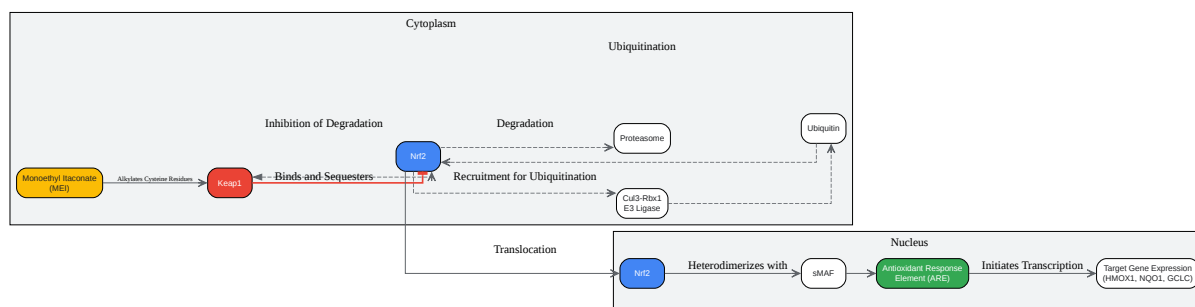 Cytoplasm
Ubiquitination
Inhibition of Degradation
Degradation
Ubiquitin
Proteasome
Nrf2
Monoethyl Itaconate
(MEI)
Alkylates Cysteine Residues
Keap1
Binds and Sequesters
Recruitment for Ubiquitination
Cul3-Rbx1
E3 Ligase
Translocation
Nucleus
Nrf2
Heterodimerizes with
sMAF
Antioxidant Response
Element (ARE)
Initiates Transcription
Target Gene Expression
(HMOX1, NQO1, GCLC)